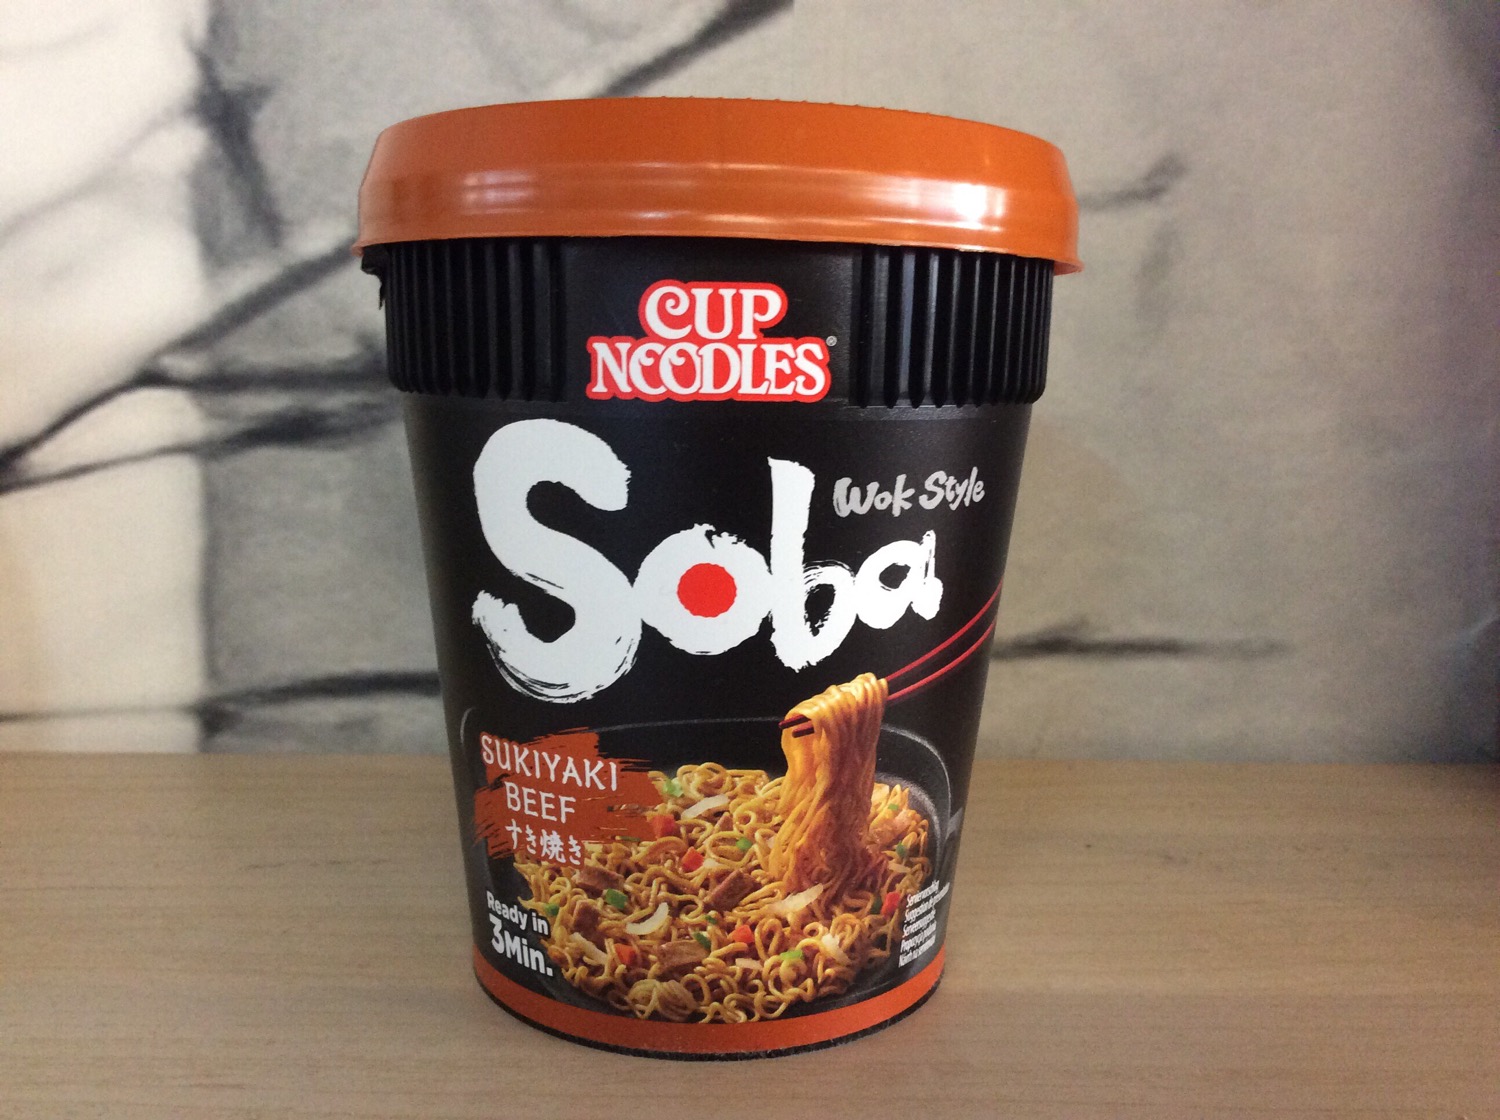 CUP
NOODLES®
Soba
Wok Style
SUKIYAKI
BEEF
すき焼き
Ready in
3Min.